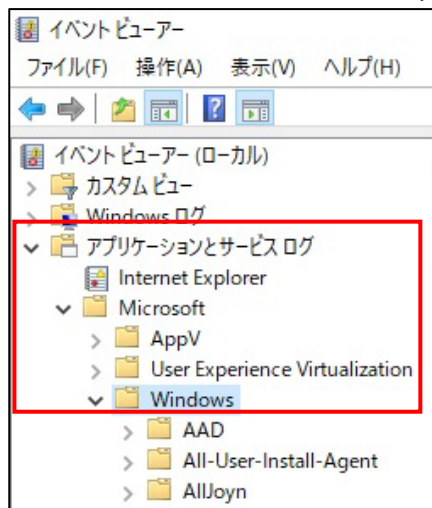 イベント ビューアー
ファイル(F) 操作(A) 表示(V) ヘルプ(H)
イベント ビューアー (ローカル)
カスタム ビュー
Windows ログ
アプリケーションとサービス ログ
Internet Explorer
Microsoft
AppV
User Experience Virtualization
Windows
AAD
All-User-Install-Agent
AllJoyn